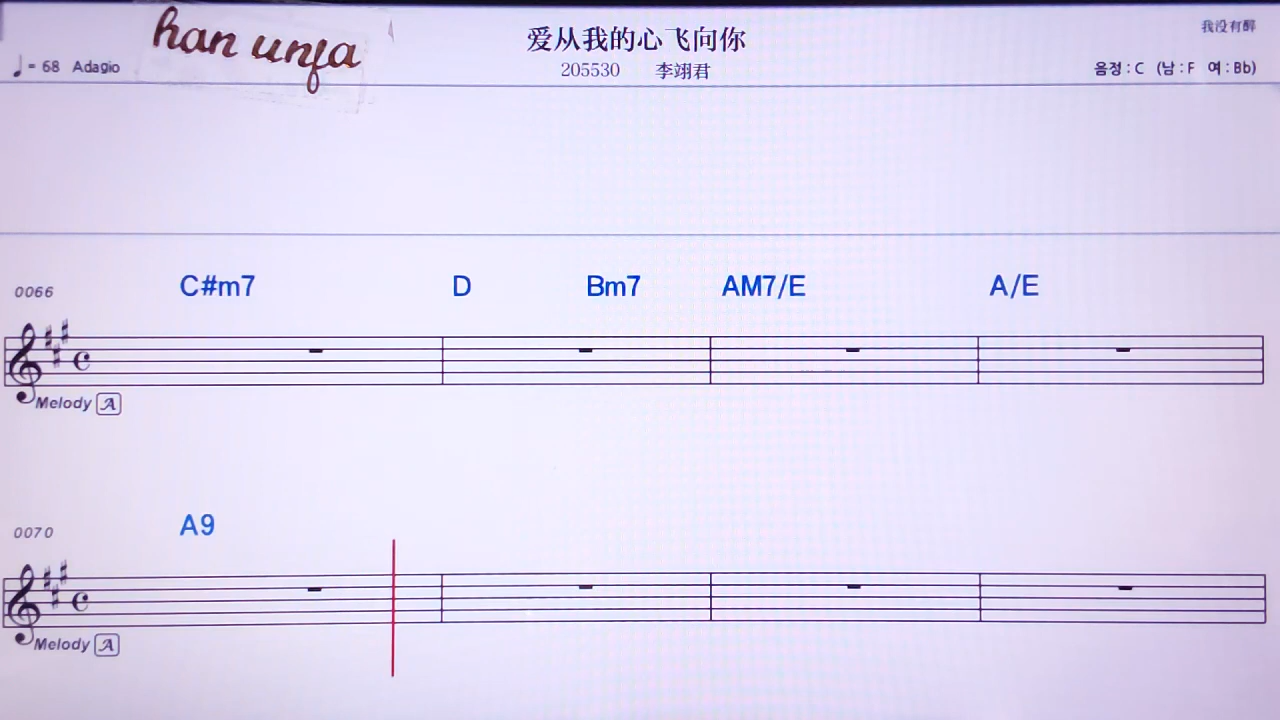 han unfa
爱从我的心飞向你
我没有醉
♩= 68 Adagio
205530 李翊君
음정 : C (남 : F 여 : Bb)
0066 C#m7 D Bm7 AM7/E A/E
Melody A
0070 A9
Melody A